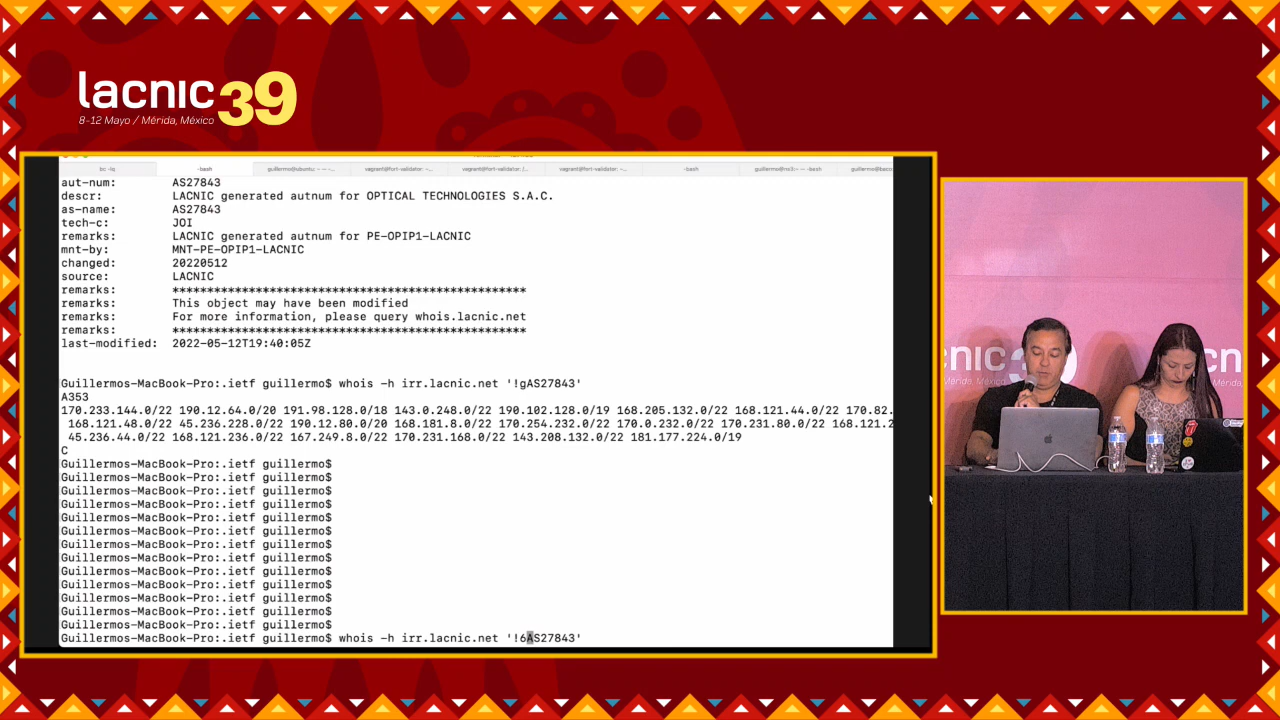 lacnic 39
8-12 Mayo / Mérida, México
bc -lq
-bash
-bash
aut-num: AS27843
descr: LACNIC generated autnum for OPTICAL TECHNOLOGIES S.A.C.
as-name: AS27843
tech-c: JOI
remarks: LACNIC generated autnum for PE-OPIP1-LACNIC
mnt-by: MNT-PE-OPIP1-LACNIC
changed: 20220512
source: LACNIC
remarks: ****************************************************
remarks: This object may have been modified
remarks: For more information, please query whois.lacnic.net
remarks: ****************************************************
last-modified: 2022-05-12T19:40:05Z
Guillermos-MacBook-Pro:.ietf guillermo$ whois -h irr.lacnic.net '!gAS27843'
A353
170.233.144.0/22 190.12.64.0/20 191.98.128.0/18 143.0.248.0/22 190.102.128.0/19 168.205.132.0/22 168.121.44.0/22 170.82.
168.121.48.0/22 45.236.228.0/22 190.12.80.0/20 168.181.8.0/22 170.254.232.0/22 170.0.232.0/22 170.231.80.0/22 168.121.2
45.236.44.0/22 168.121.236.0/22 167.249.8.0/22 170.231.168.0/22 143.208.132.0/22 181.177.224.0/19
C
Guillermos-MacBook-Pro:.ietf guillermo$
Guillermos-MacBook-Pro:.ietf guillermo$
Guillermos-MacBook-Pro:.ietf guillermo$
Guillermos-MacBook-Pro:.ietf guillermo$
Guillermos-MacBook-Pro:.ietf guillermo$
Guillermos-MacBook-Pro:.ietf guillermo$
Guillermos-MacBook-Pro:.ietf guillermo$
Guillermos-MacBook-Pro:.ietf guillermo$
Guillermos-MacBook-Pro:.ietf guillermo$
Guillermos-MacBook-Pro:.ietf guillermo$
Guillermos-MacBook-Pro:.ietf guillermo$
Guillermos-MacBook-Pro:.ietf guillermo$
Guillermos-MacBook-Pro:.ietf guillermo$
Guillermos-MacBook-Pro:.ietf guillermo$ whois -h irr.lacnic.net '!6AS27843'